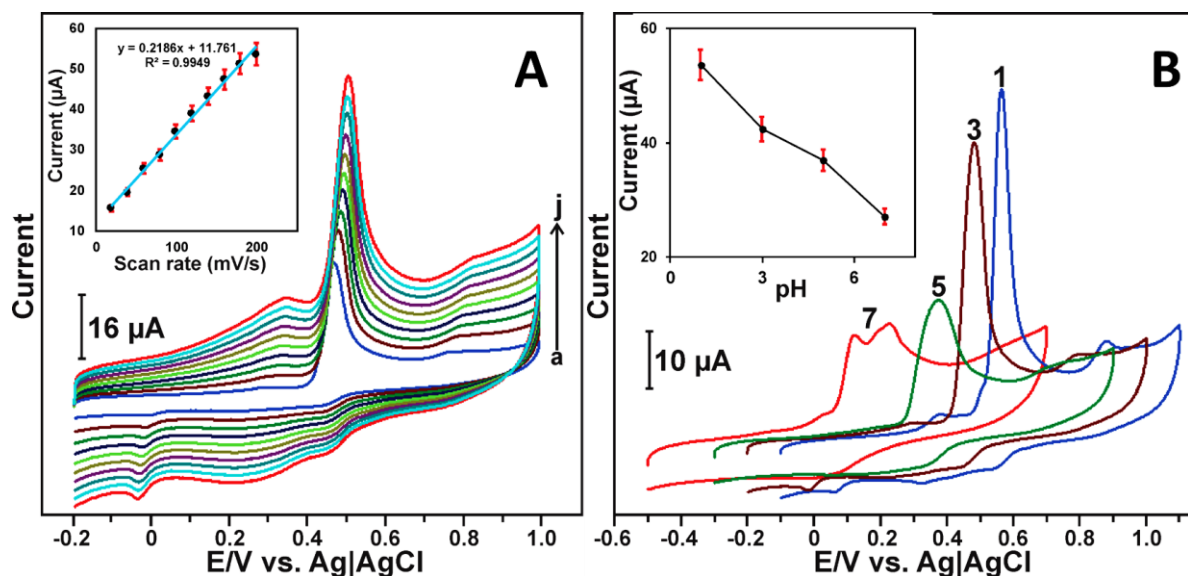 A
y = 0.2186x + 11.761
R² = 0.9949
Current (µA)
60
50
40
30
20
10
0
100
200
Scan rate (mV/s)
Current
16 µA
j
a
-0.2
0
0.2
0.4
0.6
0.8
1.0
E/V vs. Ag|AgCl
B
Current (µA)
60
40
20
0
3
6
pH
Current
10 µA
7
5
3
1
-0.6
-0.4
0
0.2
0.4
0.6
0.8
1.0
E/V vs. Ag|AgCl